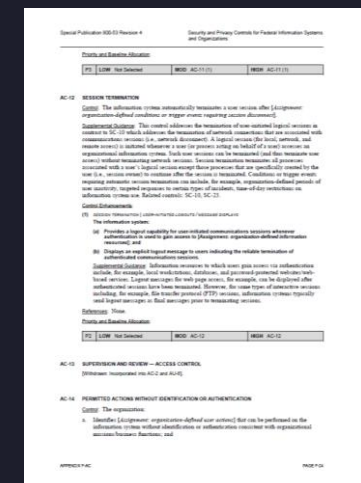 Special Publication 800-53 Revision 4
Security and Privacy Controls for Federal Information Systems
and Organizations
Priority and Baseline Allocation:
P3 LOW Not Selected MOD AC-11 (1) HIGH AC-11 (1)
AC-12 SESSION TERMINATION
Control: The information system automatically terminates a user session after [Assignment:
organization-defined conditions or trigger events requiring session disconnect].
Supplemental Guidance: This control addresses the termination of user-initiated logical sessions in
contrast to SC-10 which addresses the termination of network connections that are associated with
communications sessions (i.e., network disconnect). A logical session (for local, network, and
remote access) is initiated whenever a user (or process acting on behalf of a user) accesses an
organizational information system. Such user sessions can be terminated (and thus terminate user
access) without terminating network sessions. Session termination terminates all processes
associated with a user's logical session except those processes that are specifically created by the
user (i.e., session owner) to continue after the session is terminated. Conditions or trigger events
requiring automatic session termination can include, for example, organization-defined periods of
user inactivity, targeted responses to certain types of incidents, time-of-day restrictions on
information system use. Related controls: SC-10, SC-23.
Control Enhancements:
(1) SESSION TERMINATION | USER-INITIATED LOGOUTS / MESSAGE DISPLAYS
The information system:
(a) Provides a logout capability for user-initiated communications sessions whenever
authentication is used to gain access to [Assignment: organization-defined information
resources]; and
(b) Displays an explicit logout message to users indicating the reliable termination of
authenticated communications sessions.
Supplemental Guidance: Information resources to which users gain access via authentication
include, for example, local workstations, databases, and password-protected websites/web-
based services. Logout messages for web page access, for example, can be displayed after
authenticated sessions have been terminated. However, for some types of interactive sessions
including, for example, file transfer protocol (FTP) sessions, information systems typically
send logout messages as final messages prior to terminating sessions.
References: None.
Priority and Baseline Allocation:
P2 LOW Not Selected MOD AC-12 HIGH AC-12
AC-13 SUPERVISION AND REVIEW — ACCESS CONTROL
[Withdrawn: Incorporated into AC-2 and AU-6].
AC-14 PERMITTED ACTIONS WITHOUT IDENTIFICATION OR AUTHENTICATION
Control: The organization:
a. Identifies [Assignment: organization-defined user actions] that can be performed on the
information system without identification or authentication consistent with organizational
missions/business functions; and
APPENDIX F-AC